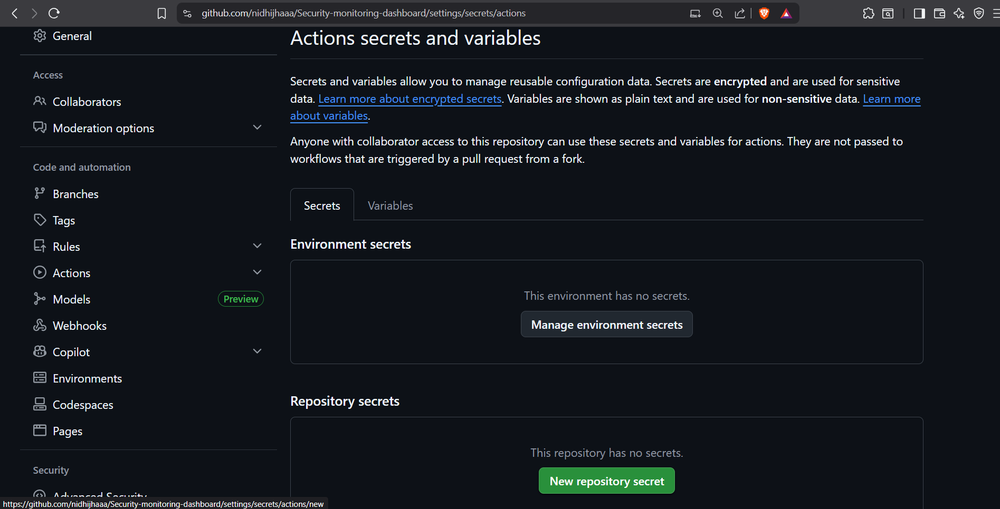 github.com/nidhijhaaa/Security-monitoring-dashboard/settings/secrets/actions
General
Access
Collaborators
Moderation options
Code and automation
Branches
Tags
Rules
Actions
Models Preview
Webhooks
Copilot
Environments
Codespaces
Pages
Security
Advanced Security
https://github.com/nidhijhaaa/Security-monitoring-dashboard/settings/secrets/actions/new
Actions secrets and variables
Secrets and variables allow you to manage reusable configuration data. Secrets are encrypted and are used for sensitive
data. Learn more about encrypted secrets. Variables are shown as plain text and are used for non-sensitive data. Learn more
about variables.
Anyone with collaborator access to this repository can use these secrets and variables for actions. They are not passed to
workflows that are triggered by a pull request from a fork.
Secrets Variables
Environment secrets
This environment has no secrets.
Manage environment secrets
Repository secrets
This repository has no secrets.
New repository secret